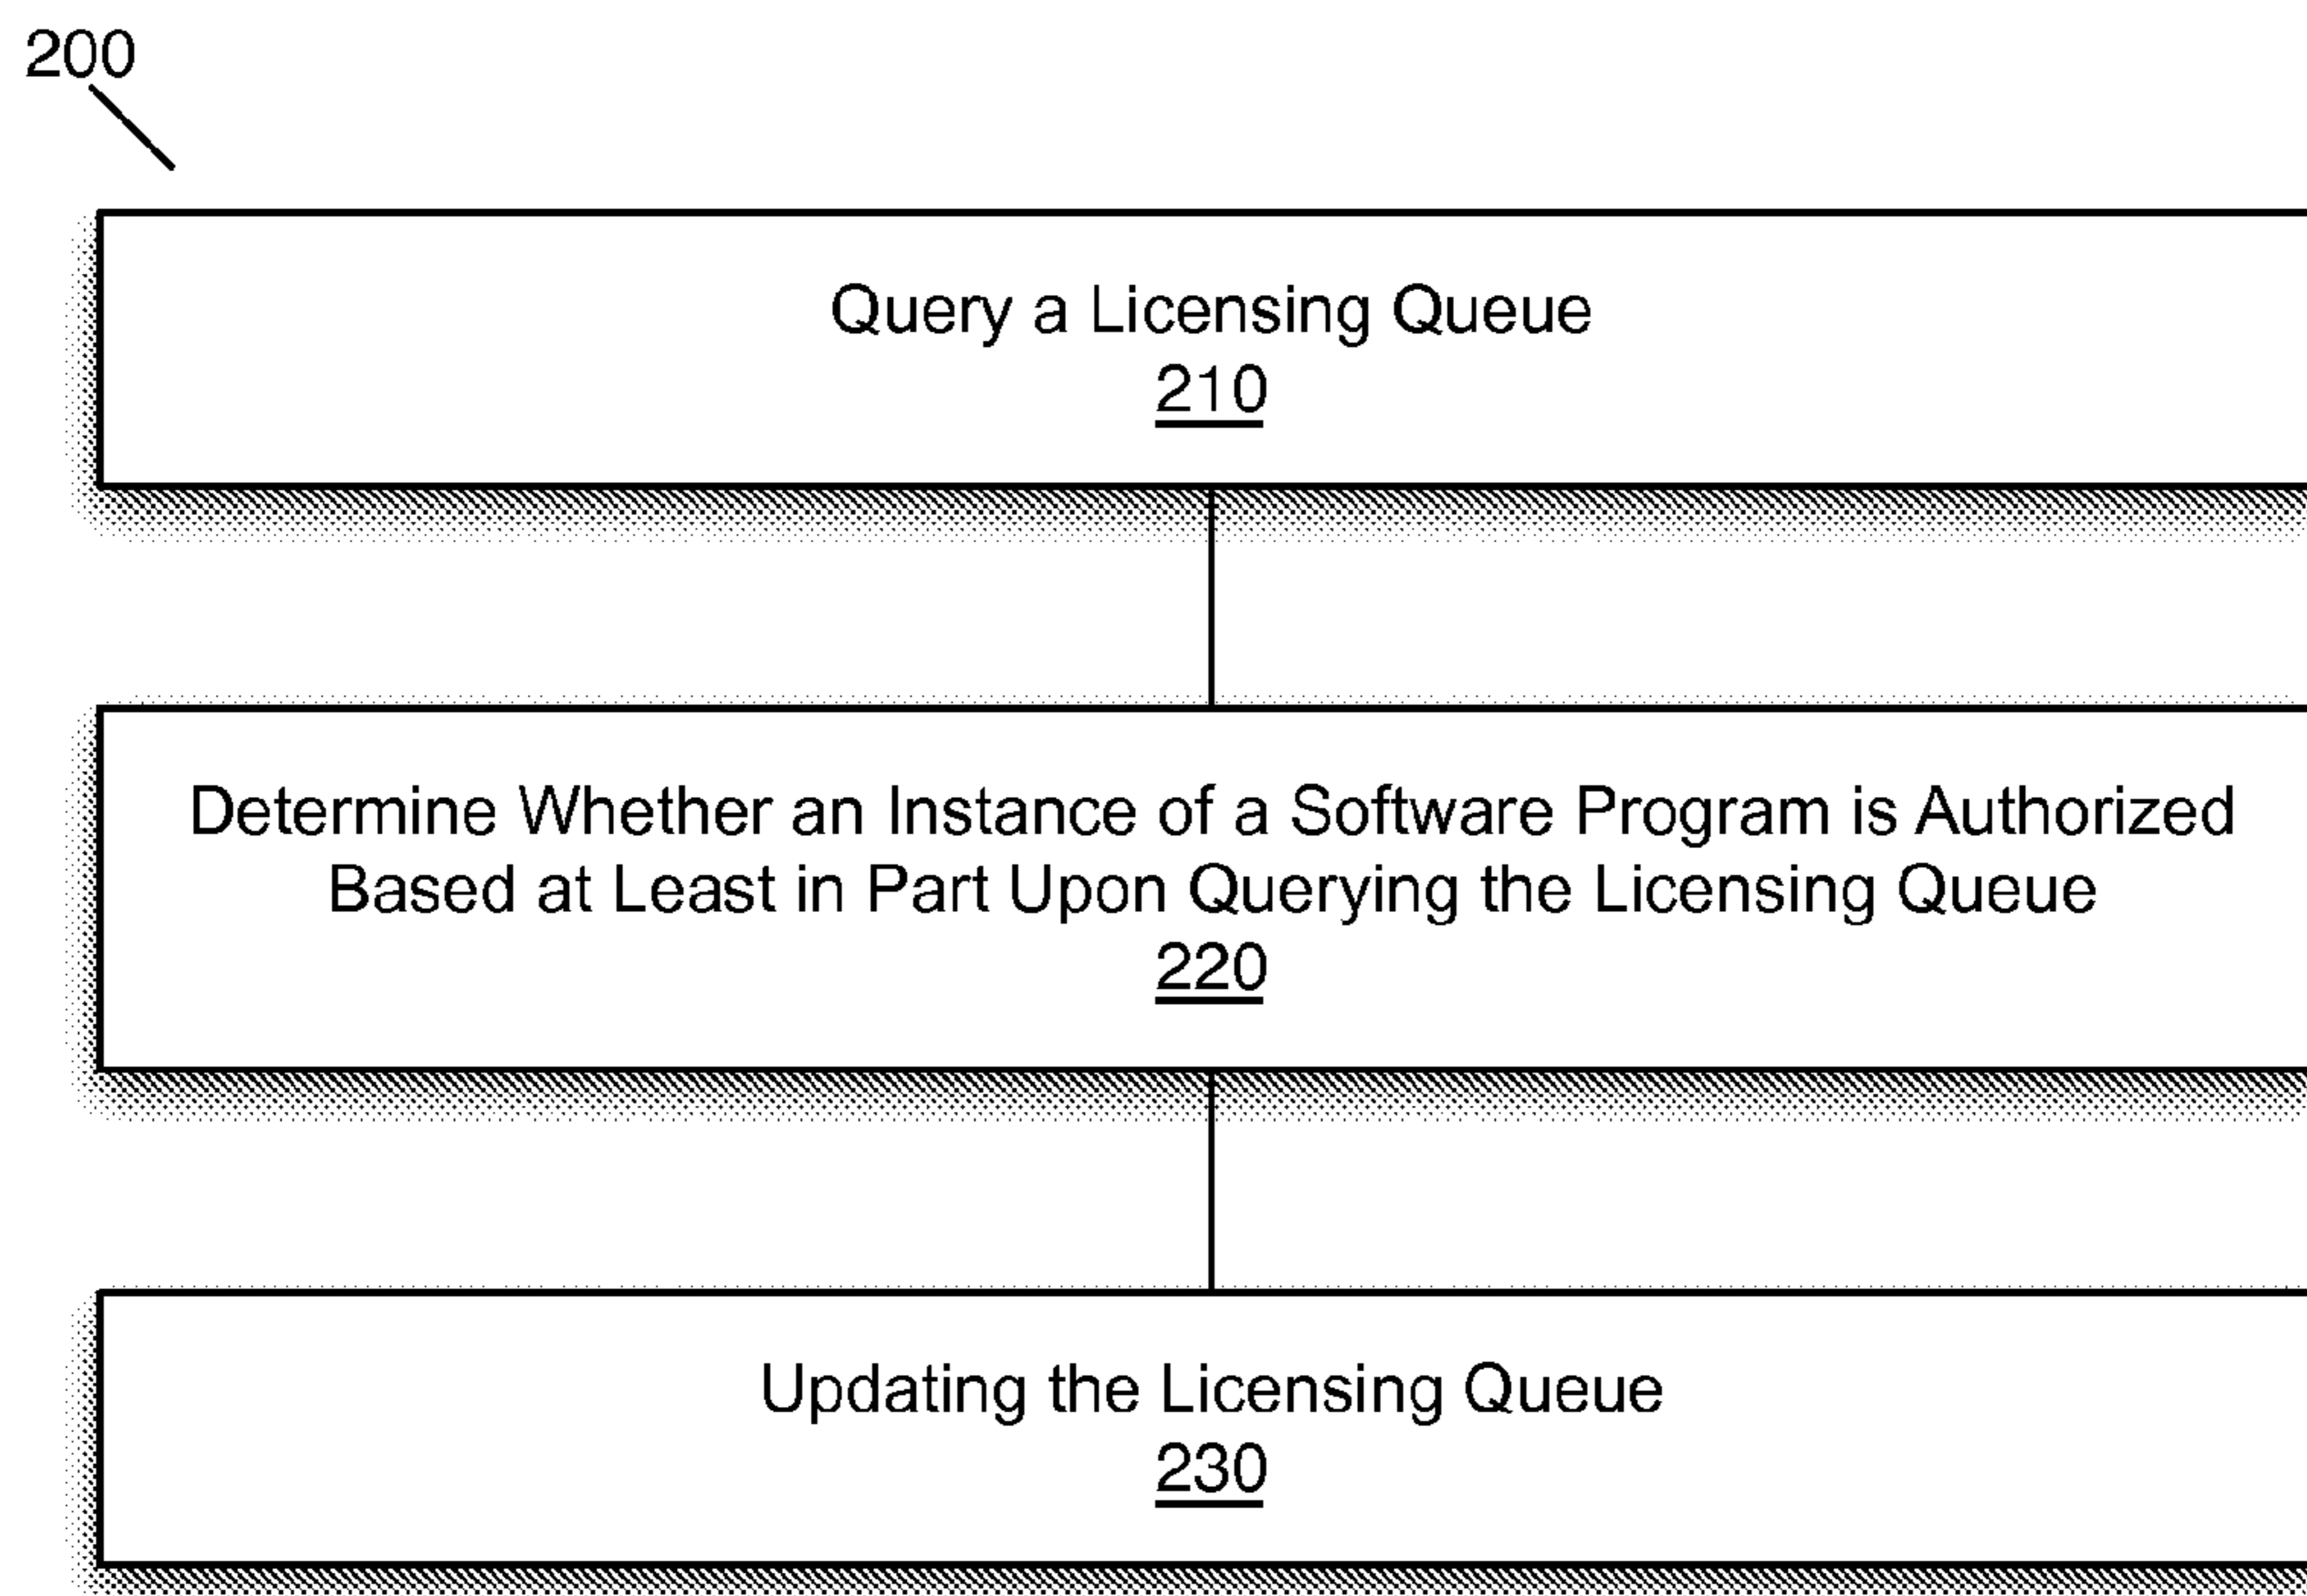 200
Query a Licensing Queue
210
Determine Whether an Instance of a Software Program is Authorized
Based at Least in Part Upon Querying the Licensing Queue
220
Updating the Licensing Queue
230